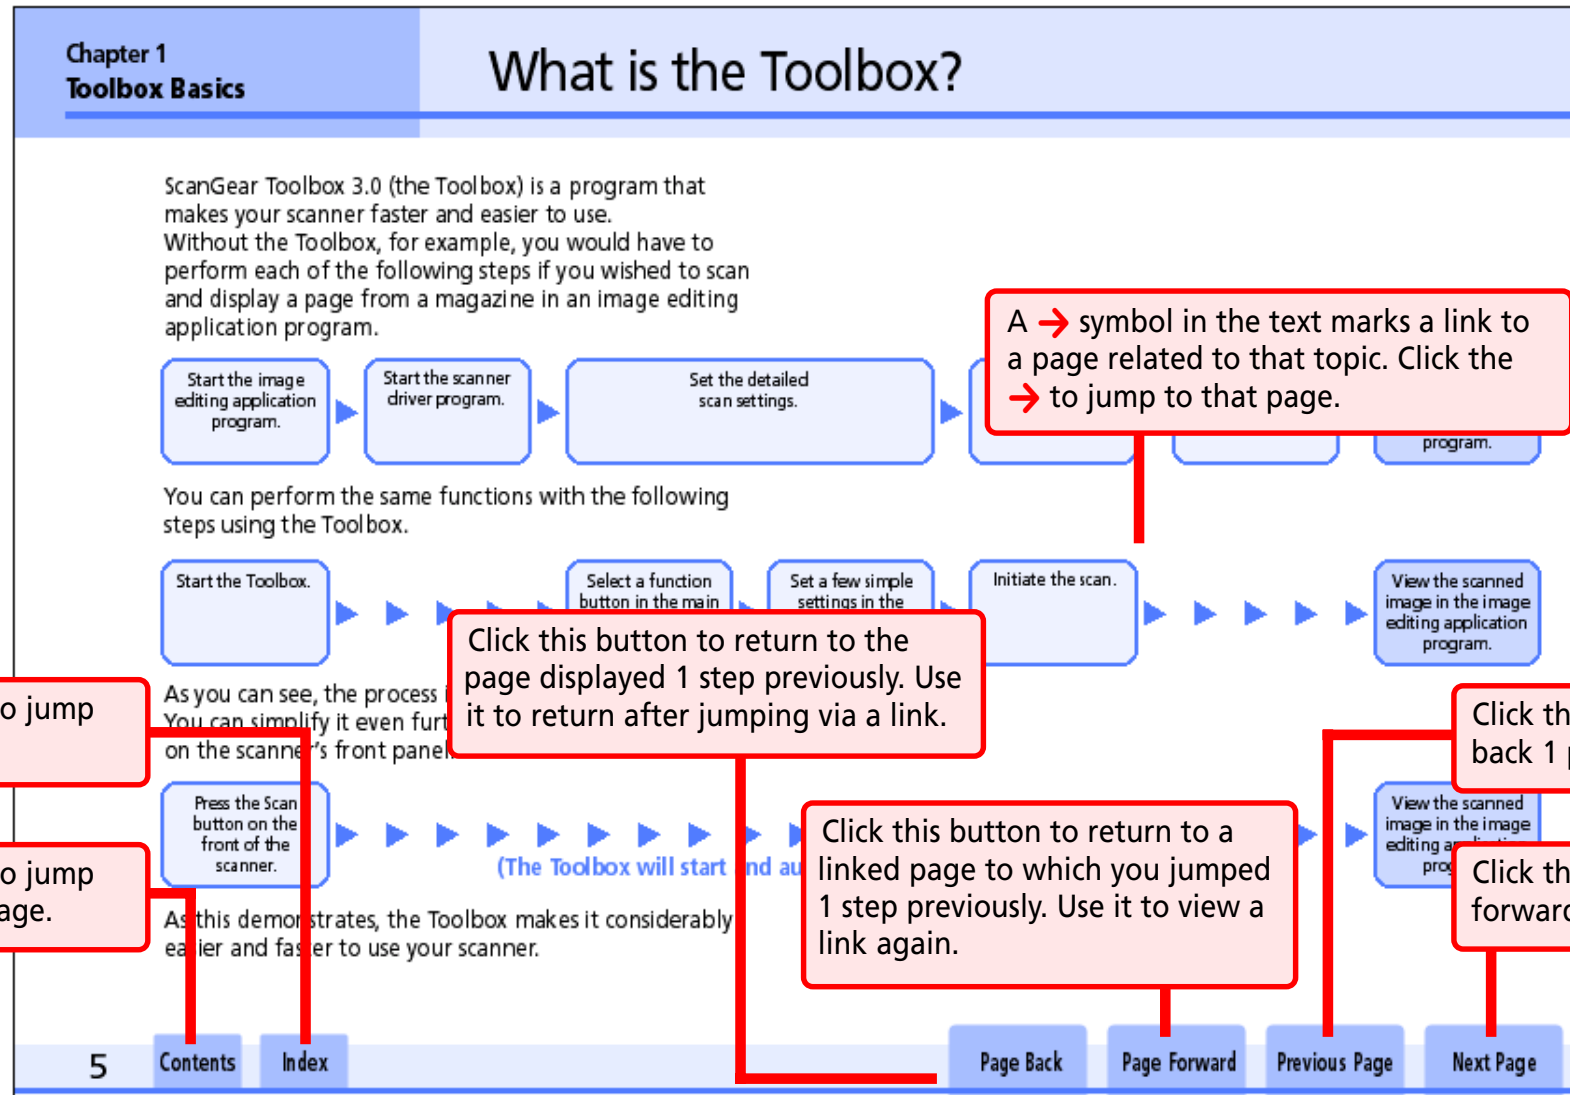 Chapter 1
Toolbox Basics
What is the Toolbox?
ScanGear Toolbox 3.0 (the Toolbox) is a program that
makes your scanner faster and easier to use.
Without the Toolbox, for example, you would have to
perform each of the following steps if you wished to scan
and display a page from a magazine in an image editing
application program.
Start the image
editing application
program.
Start the scanner
driver program.
Set the detailed
scan settings.
program.
A → symbol in the text marks a link to
a page related to that topic. Click the
→ to jump to that page.
You can perform the same functions with the following
steps using the Toolbox.
Start the Toolbox.
Select a function
button in the main
Set a few simple
settings in the
Initiate the scan.
View the scanned
image in the image
editing application
program.
Click this button to return to the
page displayed 1 step previously. Use
it to return after jumping via a link.
As you can see, the process
You can simplify it even
on the scanner's front panel.
o jump
Click
back 1
Press the Scan
button on the
front of the
scanner.
(The Toolbox will start and
View the scanned
image in the image
editing
Click this button to return to a
linked page to which you jumped
1 step previously. Use it to view a
link again.
o jump
age.
Click
forward
As this demonstrates, the Toolbox makes it considerably
easier and faster to use your scanner.
5
Contents
Index
Page Back
Page Forward
Previous Page
Next Page